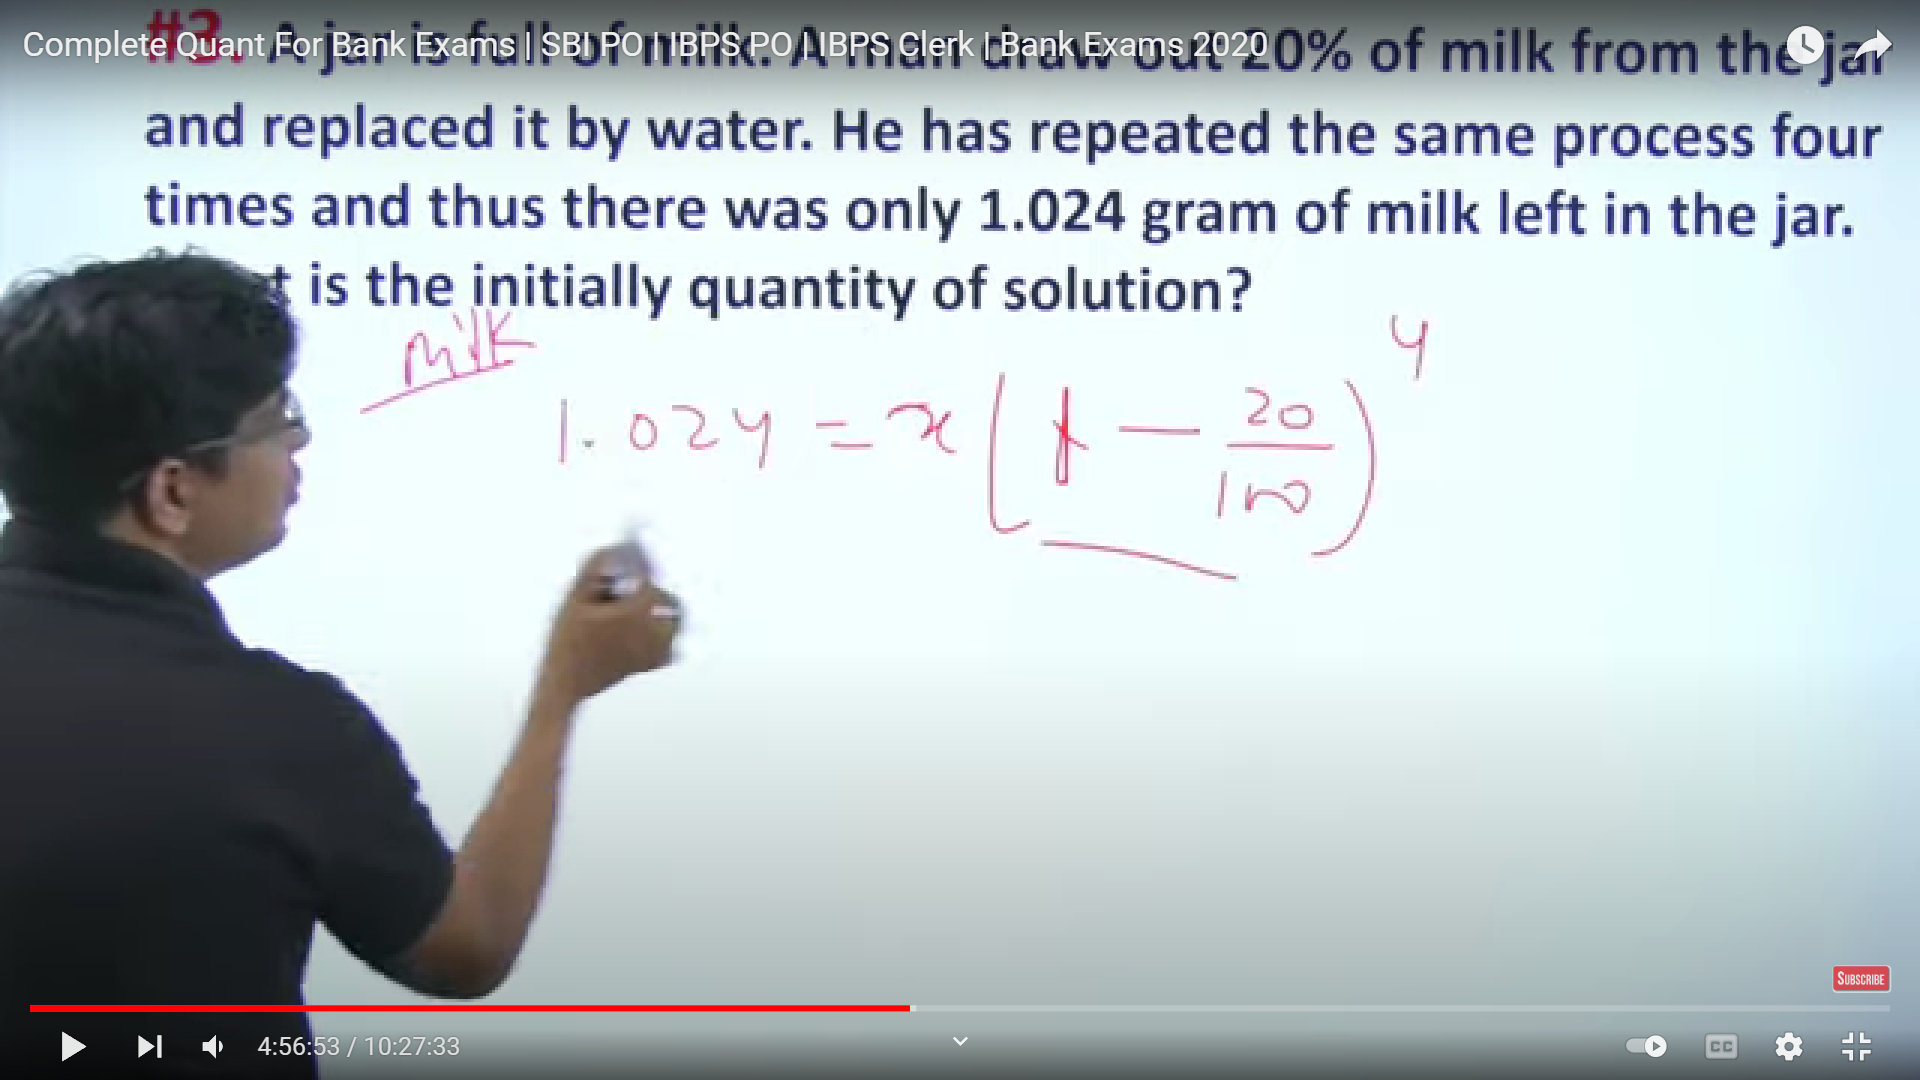 Complete Quant For Bank Exams | SBI PO | IBPS PO | IBPS Clerk | Bank Exams 2020
#3. A jar is full of milk. A man draw out 20% of milk from the jar
and replaced it by water. He has repeated the same process four
times and thus there was only 1.024 gram of milk left in the jar.
is the initially quantity of solution?
Milk
1.024 = x (1 - 20/100)^4
SUBSCRIBE
4:56:53 / 10:27:33
CC